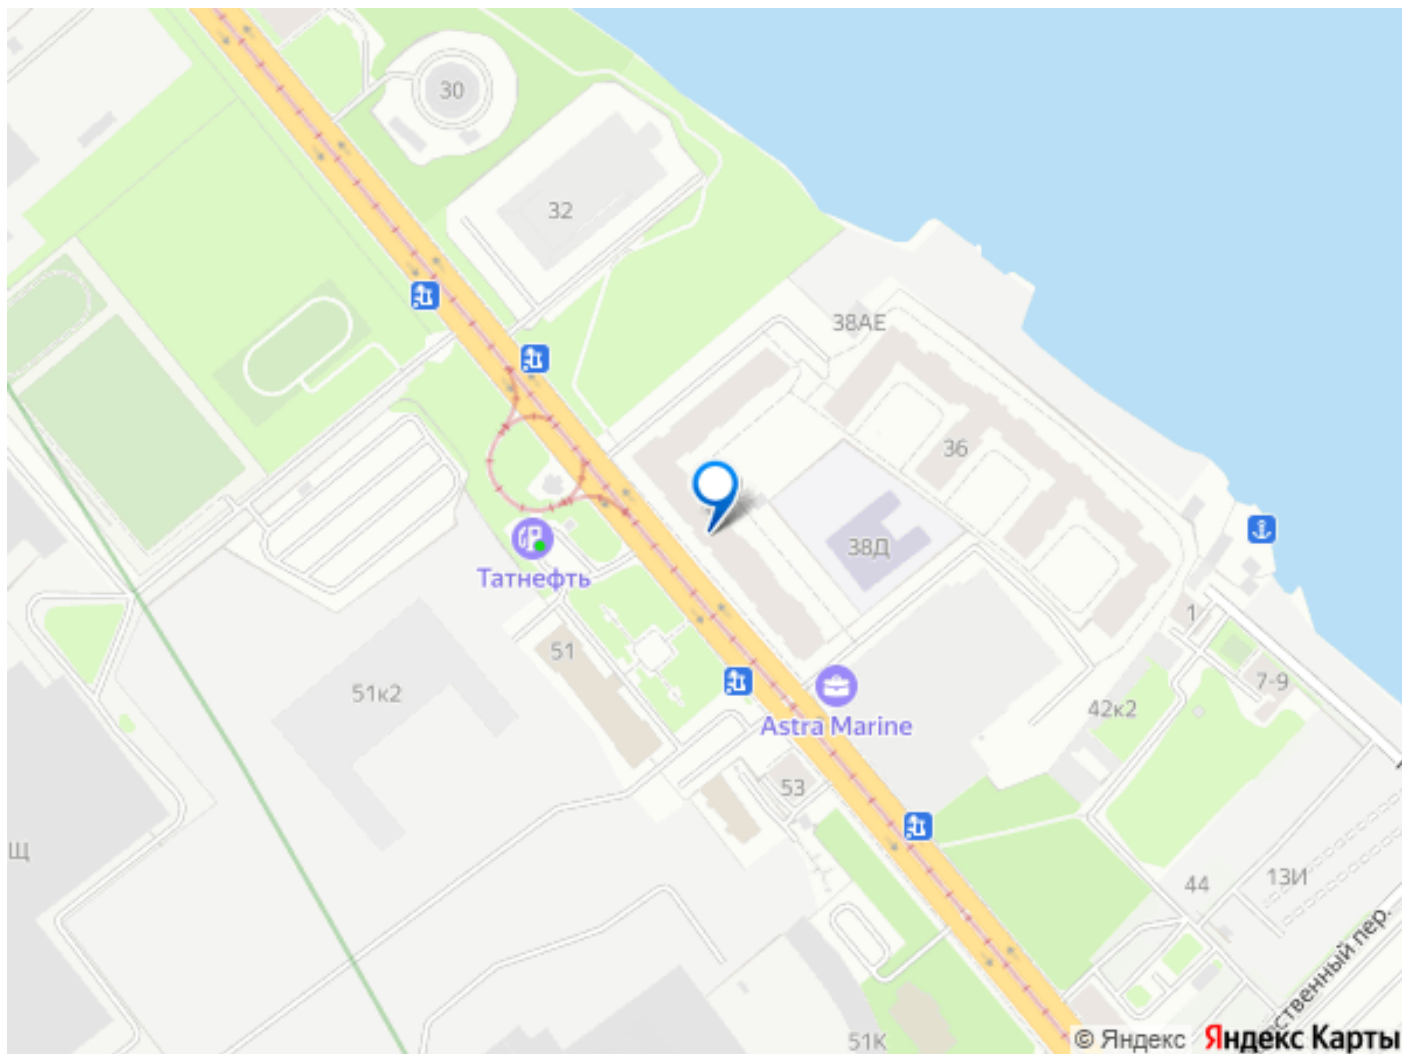 30
32
38АЕ
36
38Д
Татнефть
51
51к2
1
7-9
42к2
Astra Marine
53
Щ
44
13И
51К
© Яндекс
Яндекс Карты
пер.